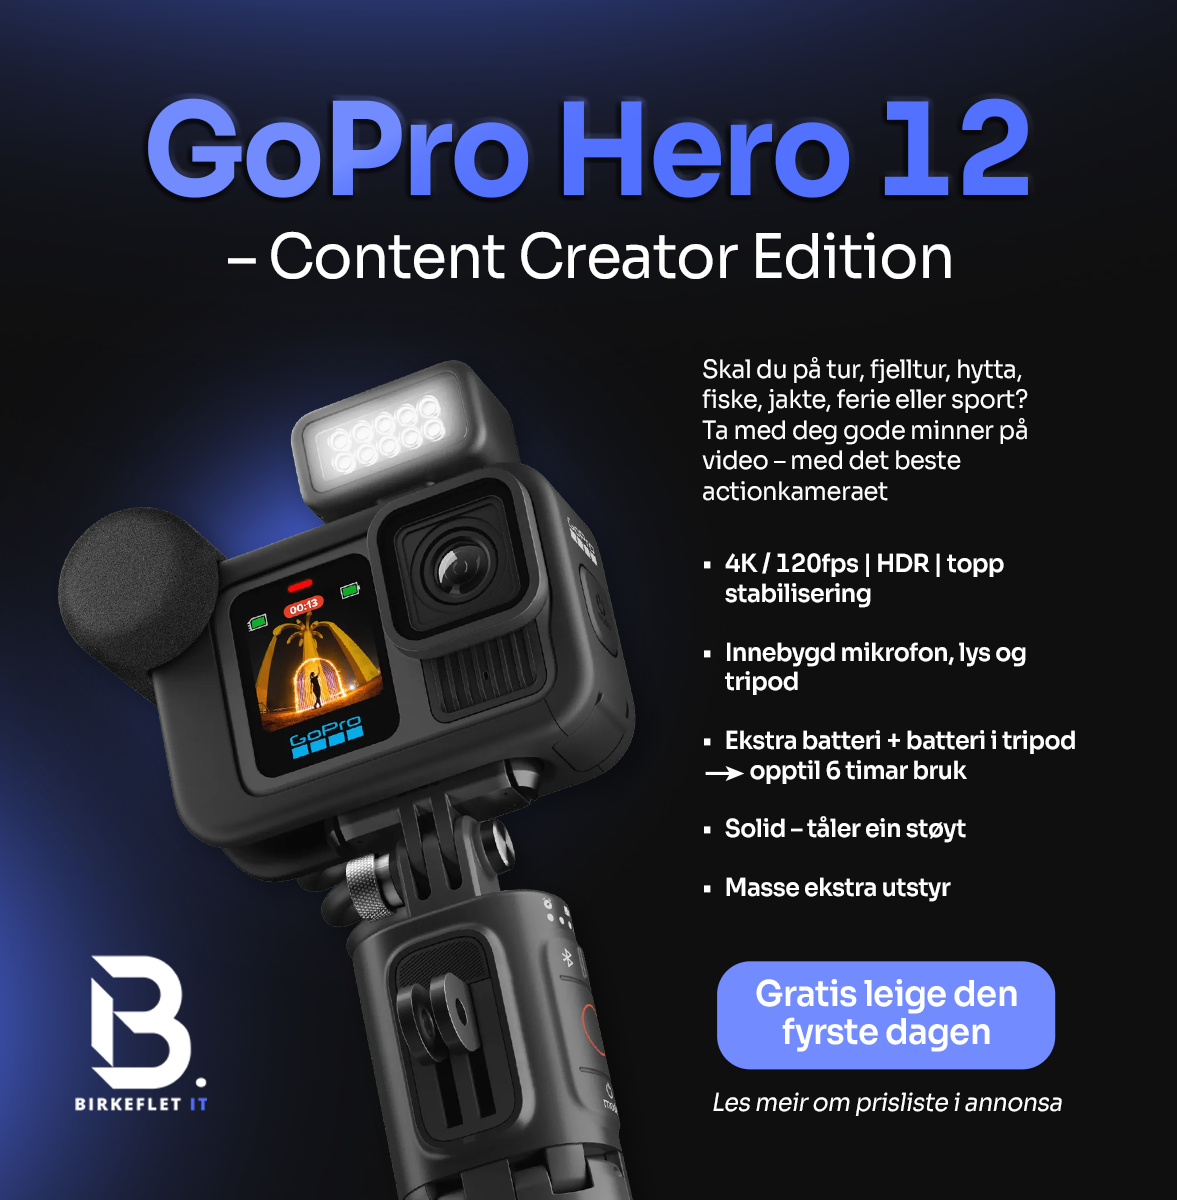 GoPro Hero 12
– Content Creator Edition
Skal du på tur, fjelltur, hytta,
fiske, jakte, ferie eller sport?
Ta med deg gode minner på
video – med det beste
actionkameraet
▪ 4K / 120fps | HDR | topp
stabilisering
▪ Innebygd mikrofon, lys og
tripod
▪ Ekstra batteri + batteri i tripod
→ opptil 6 timar bruk
▪ Solid – tåler ein støyt
▪ Masse ekstra utstyr
Gratis leige den
fyrste dagen
Les meir om prisliste i annonsa
00:13
GoPro
GoPro
B.
BIRKEFLET IT